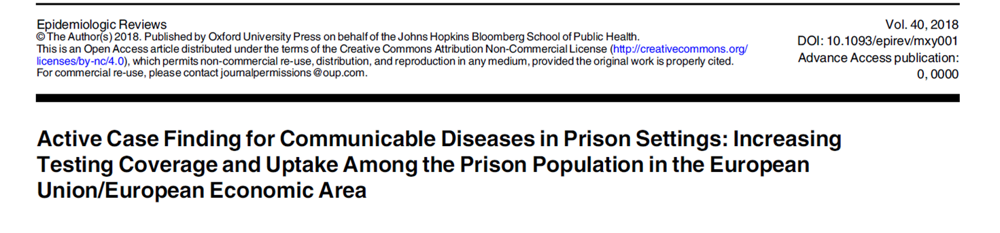 Epidemiologic Reviews
© The Author(s) 2018. Published by Oxford University Press on behalf of the Johns Hopkins Bloomberg School of Public Health.
This is an Open Access article distributed under the terms of the Creative Commons Attribution Non-Commercial License (http://creativecommons.org/
licenses/by-nc/4.0), which permits non-commercial re-use, distribution, and reproduction in any medium, provided the original work is properly cited.
For commercial re-use, please contact journalpermissions@oup.com.
Vol. 40, 2018
DOI: 10.1093/epirev/mxy001
Advance Access publication:
0, 0000
Active Case Finding for Communicable Diseases in Prison Settings: Increasing
Testing Coverage and Uptake Among the Prison Population in the European
Union/European Economic Area